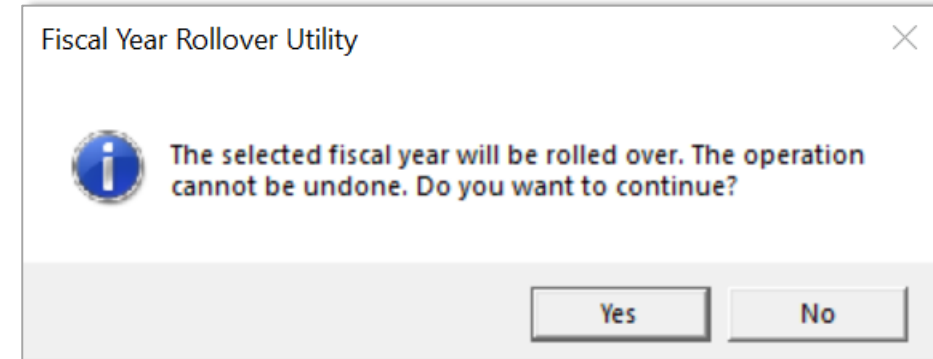 Fiscal Year Rollover Utility
The selected fiscal year will be rolled over. The operation
cannot be undone. Do you want to continue?
Yes No